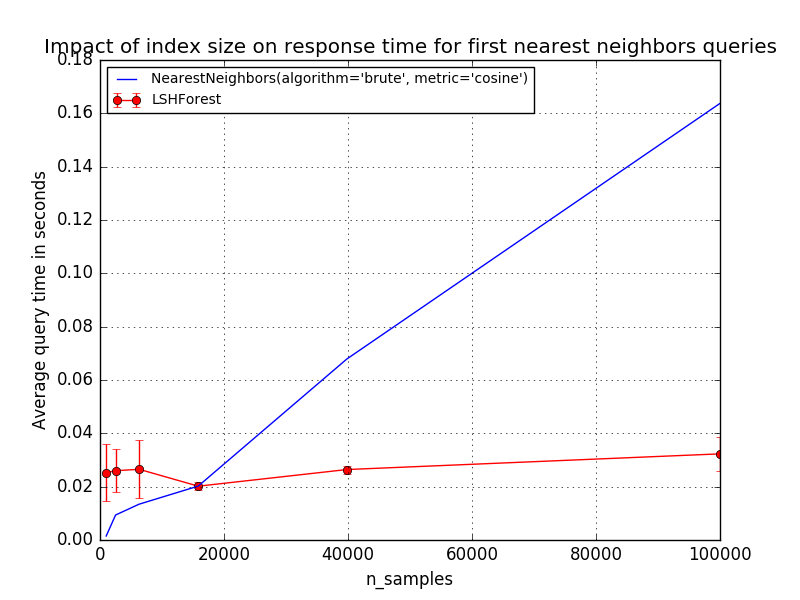 Impact of index size on response time for first nearest neighbors queries
NearestNeighbors(algorithm='brute', metric='cosine')
LSHForest
Average query time in seconds
0.18
0.16
0.14
0.12
0.10
0.08
0.06
0.04
0.02
0.00
0 20000 40000 60000 80000 100000
n_samples